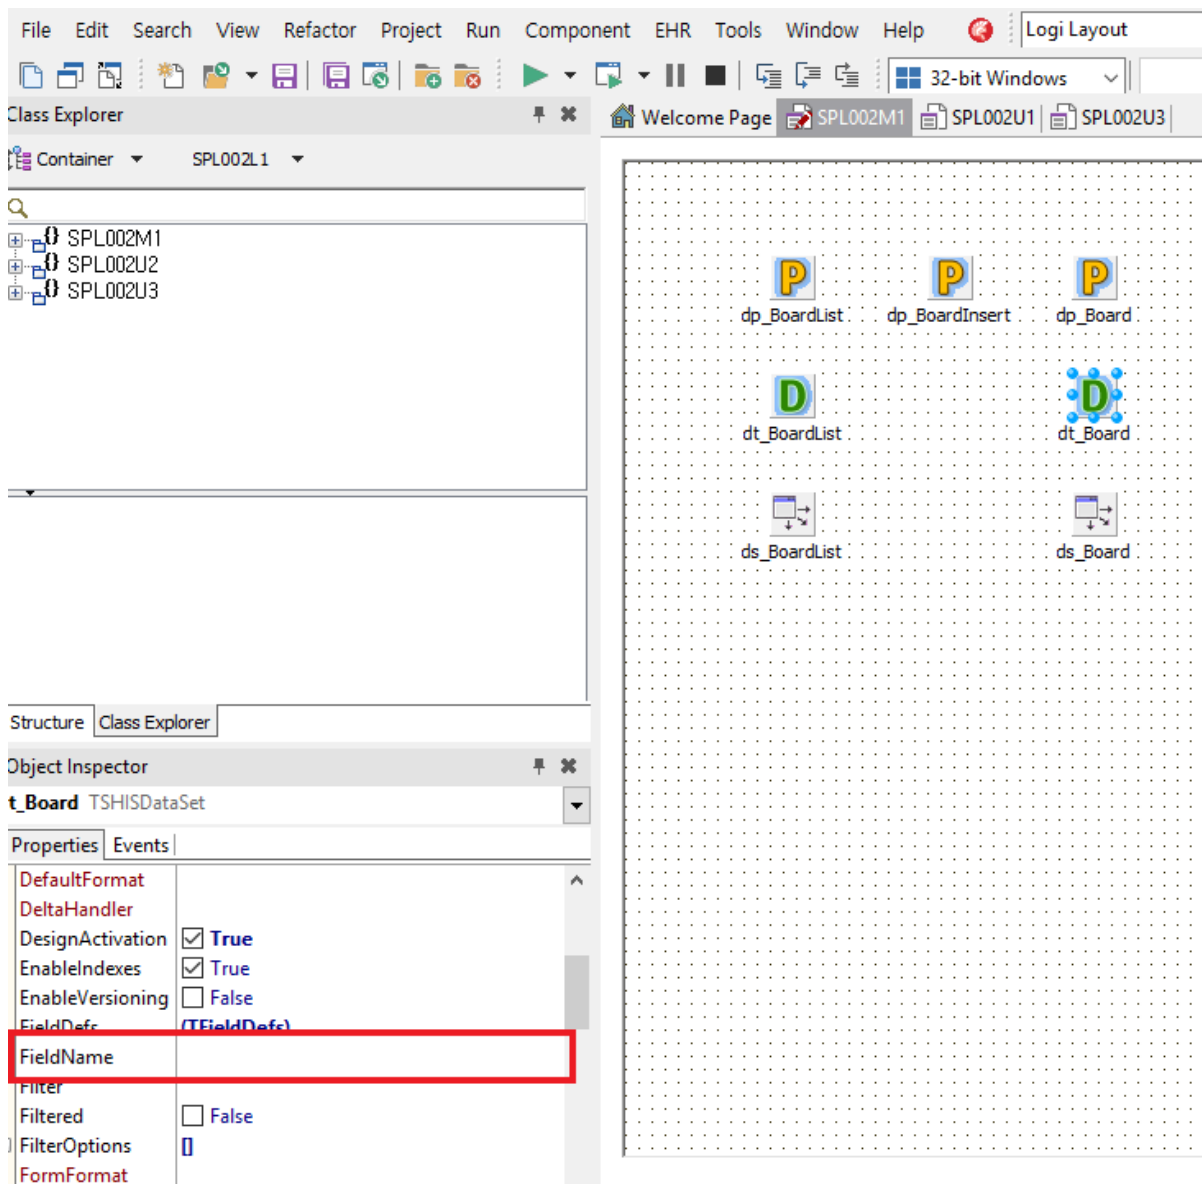 File Edit Search View Refactor Project Run Component EHR Tools Window Help Logi Layout
32-bit Windows
Class Explorer
Welcome Page SPL002M1 SPL002U1 SPL002U3
Container SPL002L1
{} SPL002M1
{} SPL002U2
{} SPL002U3
P P P
dp_BoardList dp_BoardInsert dp_Board
D D
dt_BoardList dt_Board
ds_BoardList ds_Board
Structure Class Explorer
Object Inspector
t_Board TSHISDataSet
Properties Events
DefaultFormat
DeltaHandler
DesignActivation True
EnableIndexes True
EnableVersioning False
FieldDefs (TFieldDefs)
FieldName
Filter
Filtered False
FilterOptions []
FormFormat